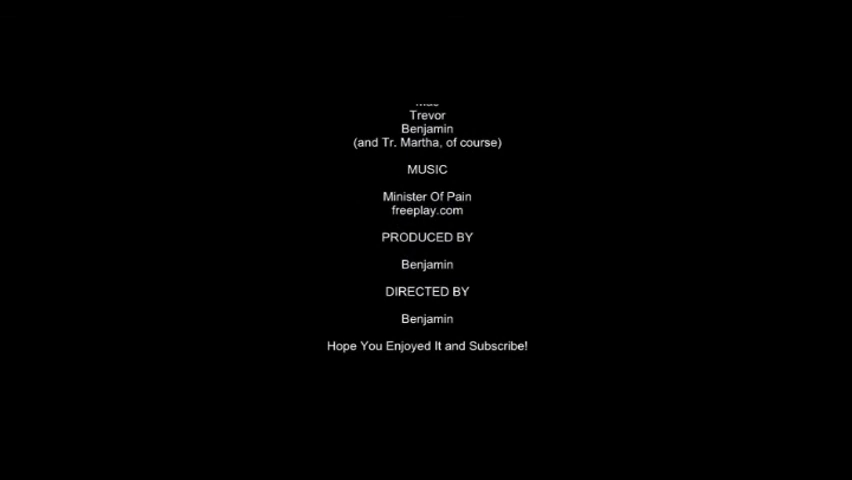 Trevor
Benjamin
(and Tr. Martha, of course)
MUSIC
Minister Of Pain
freeplay.com
PRODUCED BY
Benjamin
DIRECTED BY
Benjamin
Hope You Enjoyed It and Subscribe!